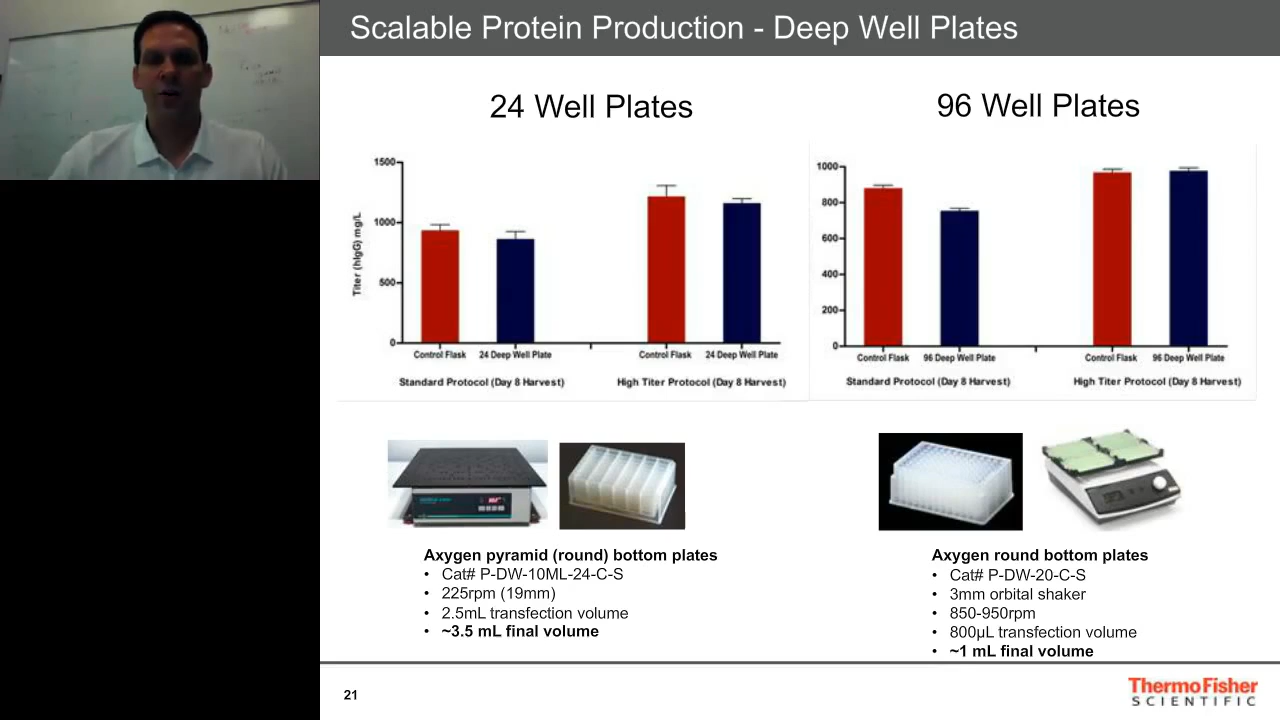 Scalable Protein Production - Deep Well Plates
24 Well Plates
96 Well Plates
Titer (hIgG) mg/L
1500
1000
500
0
Control Flask
24 Deep Well Plate
Control Flask
24 Deep Well Plate
Standard Protocol (Day 8 Harvest)
High Titer Protocol (Day 8 Harvest)
1000
800
600
400
200
0
Control Flask
96 Deep Well Plate
Control Flask
96 Deep Well Plate
Standard Protocol (Day 8 Harvest)
High Titer Protocol (Day 8 Harvest)
Axygen pyramid (round) bottom plates
• Cat# P-DW-10ML-24-C-S
• 225rpm (19mm)
• 2.5mL transfection volume
• ~3.5 mL final volume
Axygen round bottom plates
• Cat# P-DW-20-C-S
• 3mm orbital shaker
• 850-950rpm
• 800µL transfection volume
• ~1 mL final volume
21
ThermoFisher
SCIENTIFIC